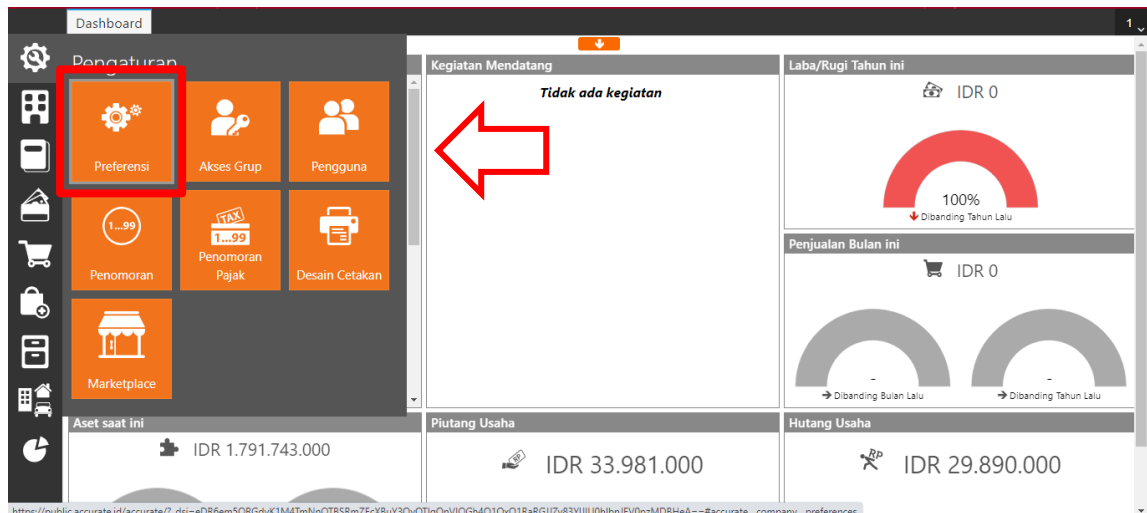 Dashboard
1
Pengaturan
Preferensi
Akses Grup
Pengguna
1...99
Penomoran
TAX
1...99
Penomoran
Pajak
Desain Cetakan
Marketplace
Kegiatan Mendatang
Tidak ada kegiatan
Laba/Rugi Tahun ini
IDR 0
100%
Dibanding Tahun Lalu
Penjualan Bulan ini
IDR 0
-
Dibanding Bulan Lalu
-
Dibanding Tahun Lalu
Aset saat ini
IDR 1.791.743.000
Piutang Usaha
RP
IDR 33.981.000
Hutang Usaha
RP
IDR 29.890.000